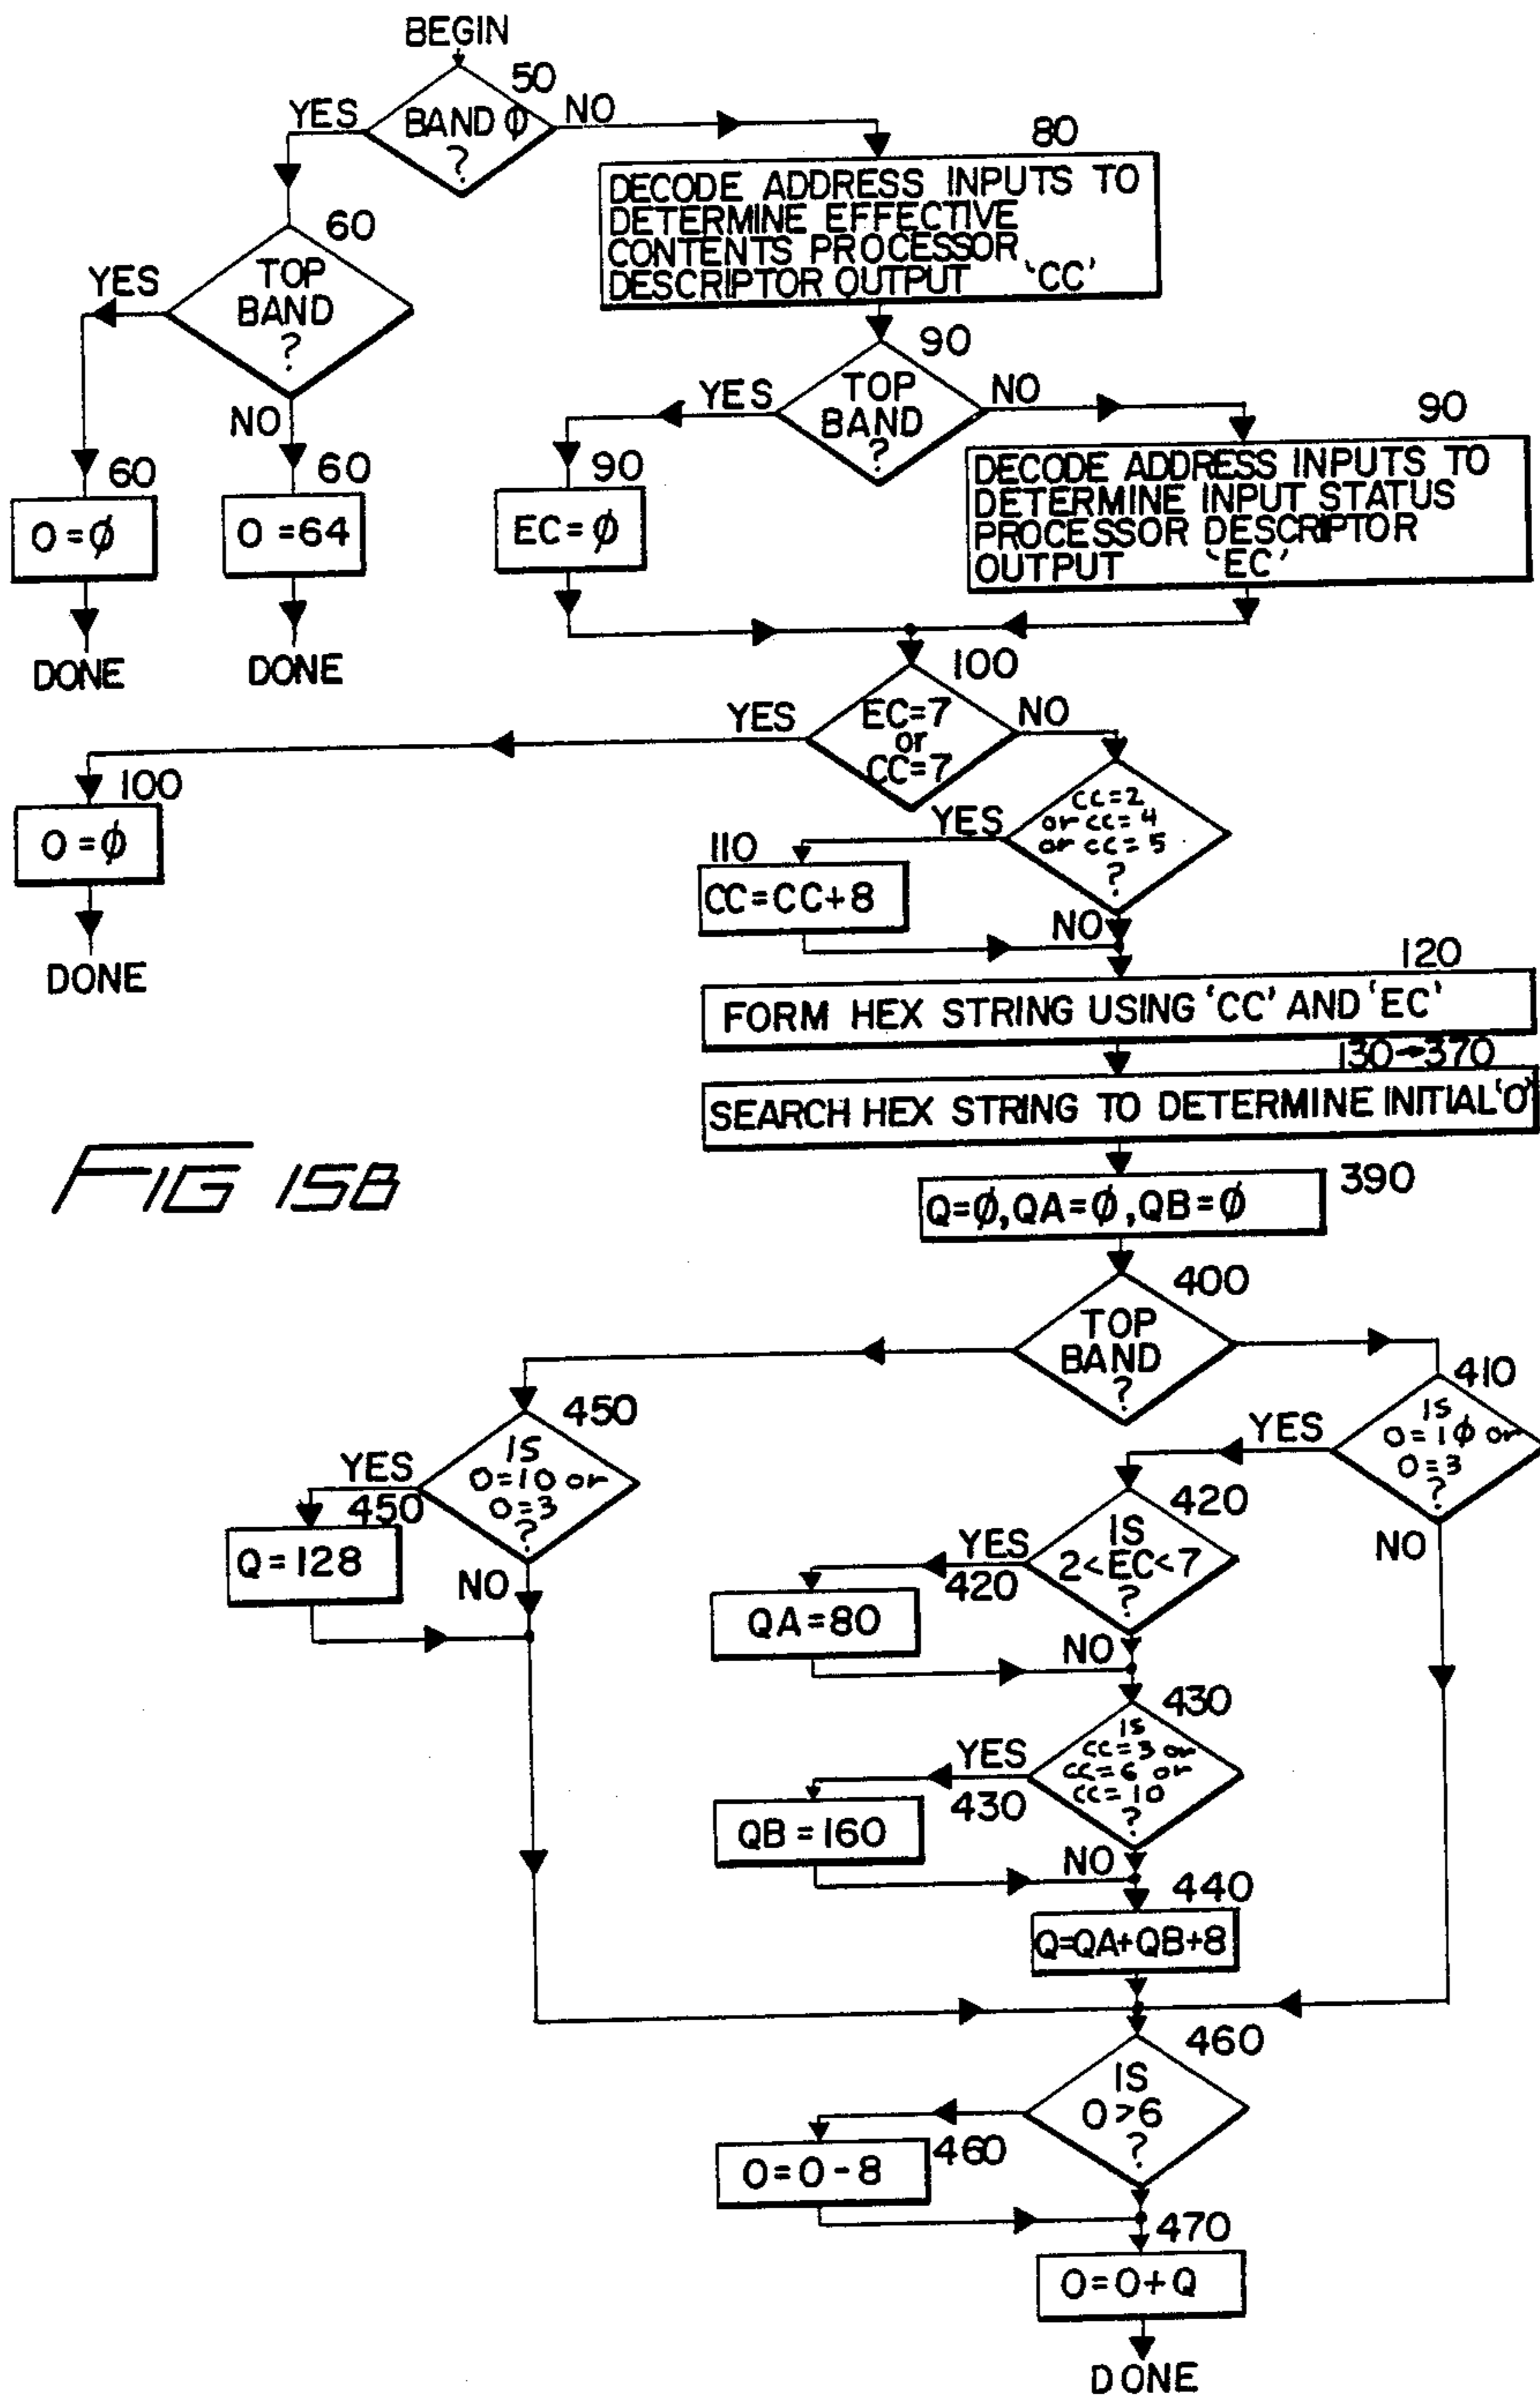 BEGIN
50
YES
BAND ϕ
?
NO
80
DECODE ADDRESS INPUTS TO
DETERMINE EFFECTIVE
CONTENTS PROCESSOR
DESCRIPTOR OUTPUT 'CC'
60
YES
TOP
BAND
?
NO
90
YES
TOP
BAND
?
NO
90
DECODE ADDRESS INPUTS TO
DETERMINE INPUT STATUS
PROCESSOR DESCRIPTOR
OUTPUT 'EC'
60
O=ϕ
60
O=64
90
EC=ϕ
DONE
DONE
100
YES
EC=7
or
CC=7
NO
100
O=ϕ
DONE
YES
CC=2
or CC=4
or CC=5
?
NO
110
CC=CC+8
120
FORM HEX STRING USING 'CC' AND 'EC'
130→370
SEARCH HEX STRING TO DETERMINE INITIAL 'O'
FIG 15B
390
Q=ϕ,QA=ϕ,QB=ϕ
400
TOP
BAND
?
450
YES
IS
O=10 or
O=3
?
NO
450
Q=128
410
YES
IS
O=1ϕ or
O=3
?
NO
420
YES
IS
2<EC<7
?
NO
420
QA=80
430
YES
IS
CC=3 or
CC=6 or
CC=10
?
NO
430
QB=160
440
Q=QA+QB+8
460
IS
O>6
?
460
O=O-8
470
O=O+Q
DONE